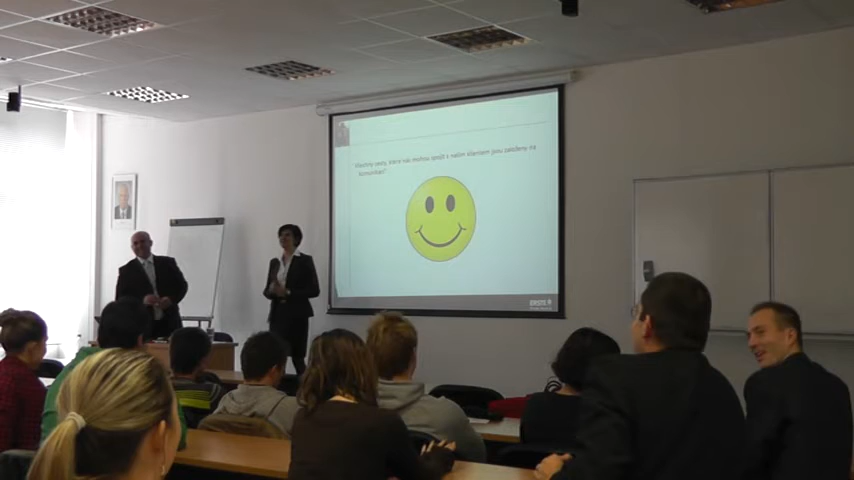 "Všechny cesty, které nás mohou spojit s naším klientem jsou založeny na
komunikaci"